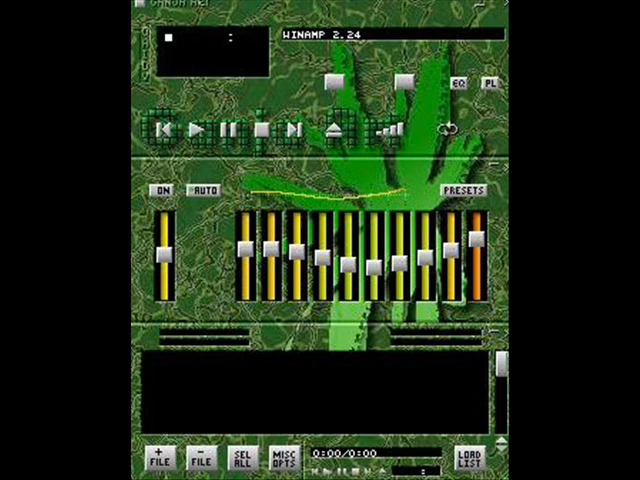 WINAMP 2.24
EQ PL
ON AUTO PRESETS
+ FILE
- FILE
SEL ALL
MISC OPTS
0:00/0:00
LOAD LIST